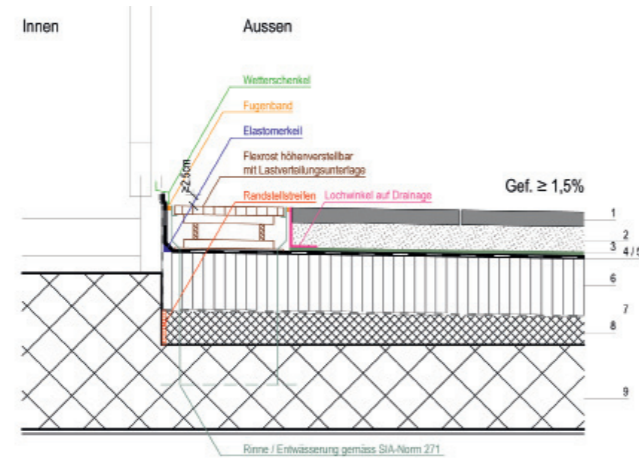 Innen
Aussen
Wetterschenkel
Fugenband
Elastomerkeil
Flexrost höhenverstellbar
mit Lastverteilungsunterlage
Randstellstreifen
Lochwinkel auf Drainage
≥2.5cm
Gef. ≥ 1,5%
1
2
3
4 / 5
6
7
8
9
Rinne / Entwässerung gemäss SIA-Norm 271